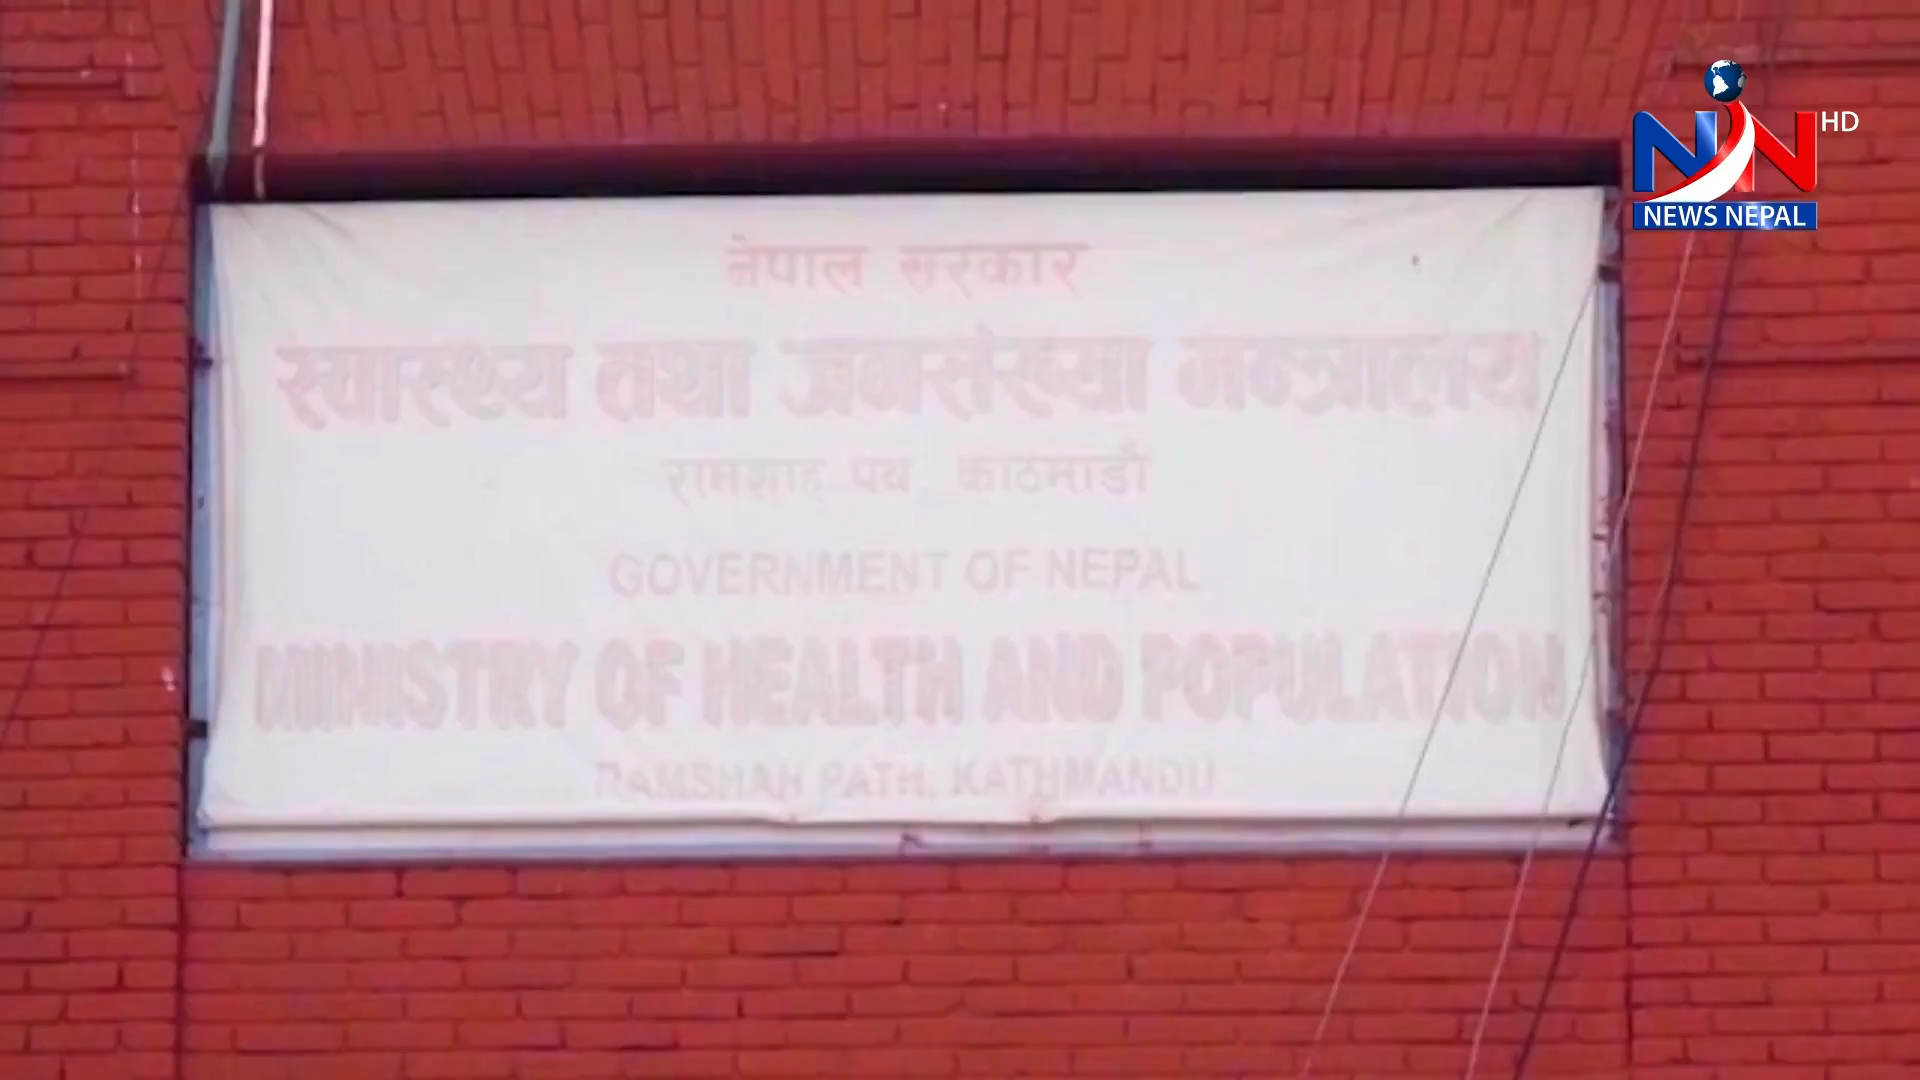 नेपाल सरकार
स्वास्थ्य तथा जनसंख्या मन्त्रालय
रामशाह पथ, काठमाडौं
GOVERNMENT OF NEPAL
MINISTRY OF HEALTH AND POPULATION
RAMSHAH PATH, KATHMANDU
NN HD
NEWS NEPAL